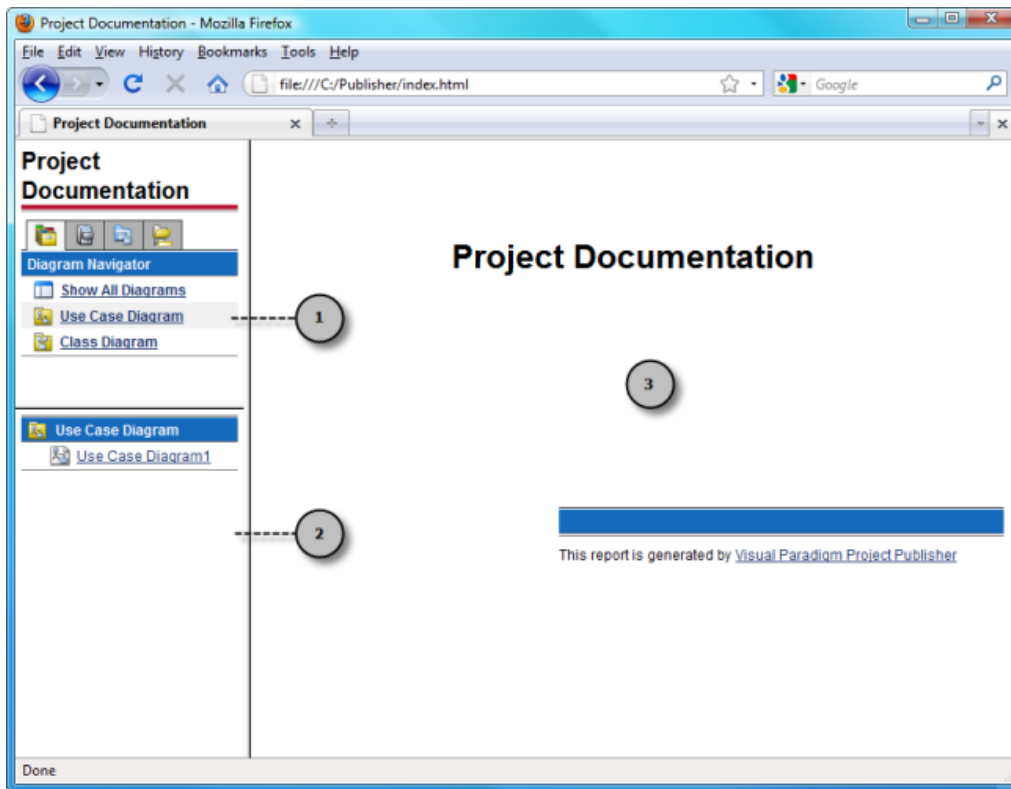 Project Documentation - Mozilla Firefox
File Edit View History Bookmarks Tools Help
file:///C:/Publisher/index.html
Google
Project Documentation
Project
Documentation
Diagram Navigator
Show All Diagrams
Use Case Diagram
Class Diagram
1
Project Documentation
3
Use Case Diagram
Use Case Diagram1
2
This report is generated by Visual Paradigm Project Publisher
Done